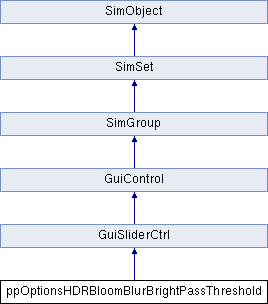 SimObject
SimSet
SimGroup
GuiControl
GuiSliderCtrl
ppOptionsHDRBloomBlurBrightPassThreshold